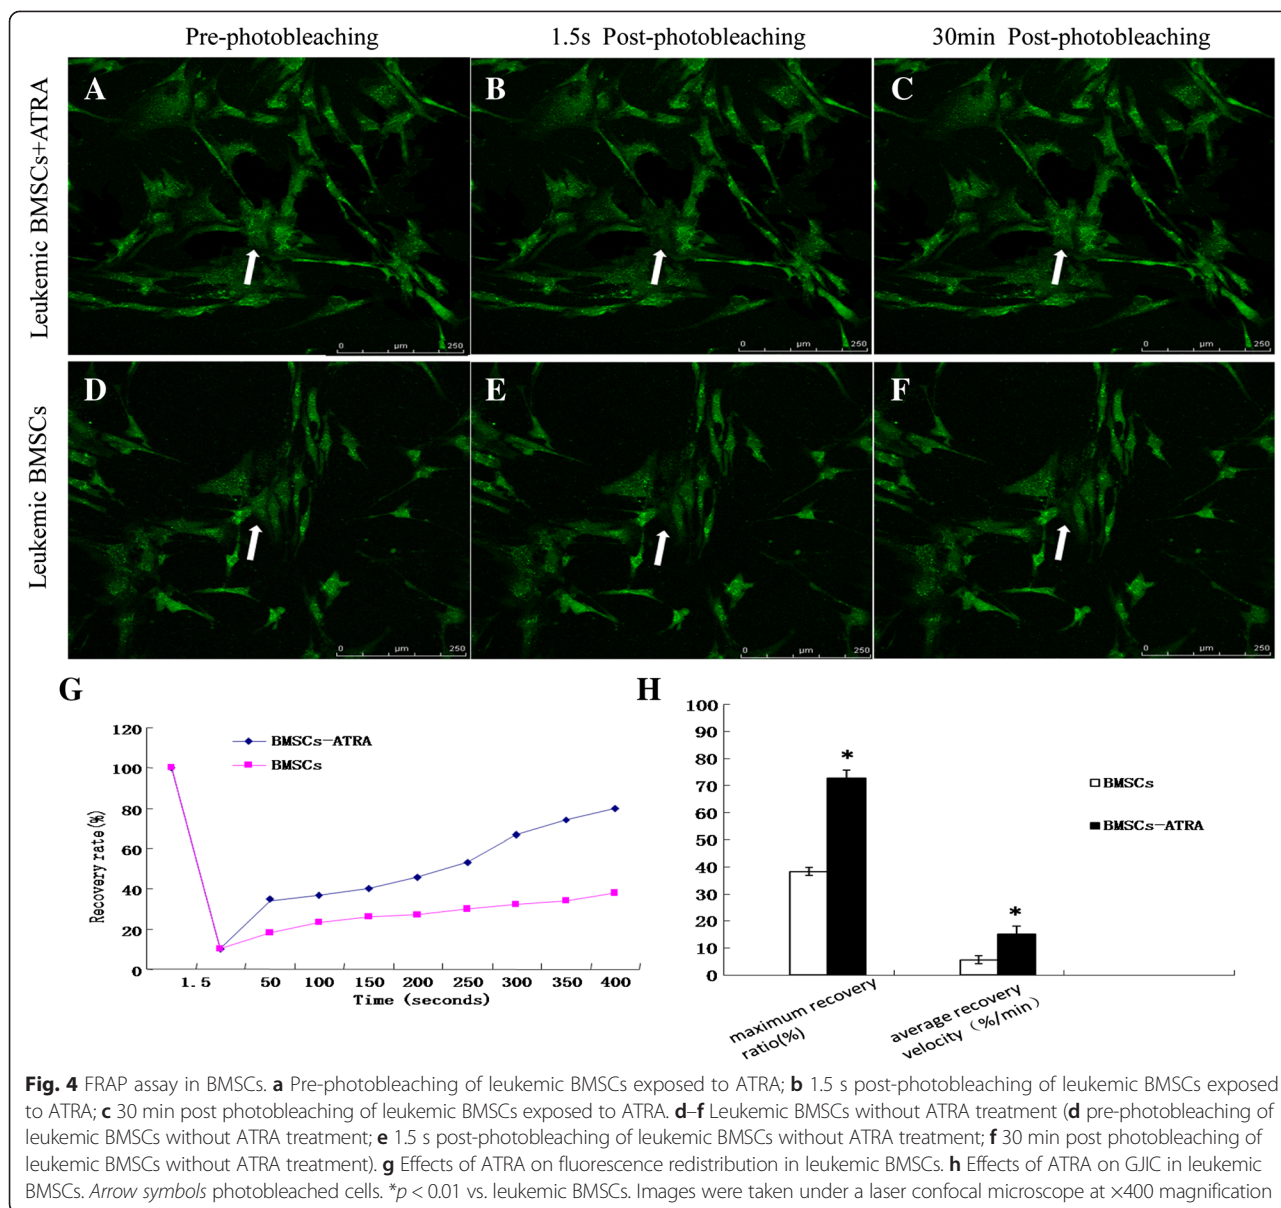 Pre-photobleaching 1.5s Post-photobleaching 30min Post-photobleaching
Leukemic BMSCs+ATRA
A
B
C
0 µm 250
0 µm 250
0 µm 250
Leukemic BMSCs
D
E
F
0 µm 250
0 µm 250
0 µm 250
G
120
100
80
60
40
20
0
Recovery rate(%)
BMSCs-ATRA
BMSCs
1.5 50 100 150 200 250 300 350 400
Time (seconds)
H
100
90
80
70
60
50
40
30
20
10
0
*
*
BMSCs
BMSCs-ATRA
maximum recovery
ratio(%)
average recovery
velocity (%/min)
Fig. 4 FRAP assay in BMSCs. a Pre-photobleaching of leukemic BMSCs exposed to ATRA; b 1.5 s post-photobleaching of leukemic BMSCs exposed
to ATRA; c 30 min post photobleaching of leukemic BMSCs exposed to ATRA. d–f Leukemic BMSCs without ATRA treatment (d pre-photobleaching of
leukemic BMSCs without ATRA treatment; e 1.5 s post-photobleaching of leukemic BMSCs without ATRA treatment; f 30 min post photobleaching of
leukemic BMSCs without ATRA treatment). g Effects of ATRA on fluorescence redistribution in leukemic BMSCs. h Effects of ATRA on GJIC in leukemic
BMSCs. Arrow symbols photobleached cells. *p < 0.01 vs. leukemic BMSCs. Images were taken under a laser confocal microscope at ×400 magnification